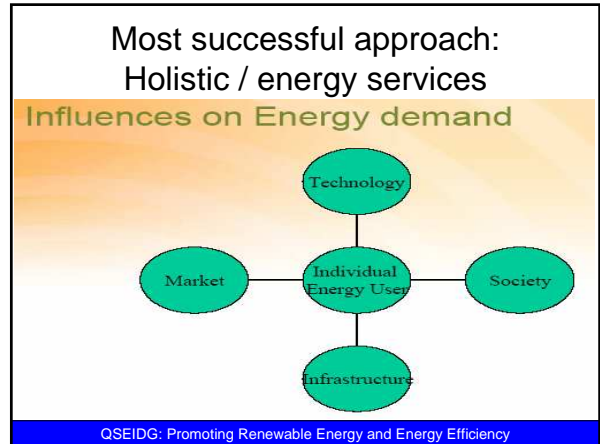 Most successful approach:
Holistic / energy services
Influences on Energy demand
Technology
Market
Individual
Energy User
Society
Infrastructure
QSEIDG: Promoting Renewable Energy and Energy Efficiency